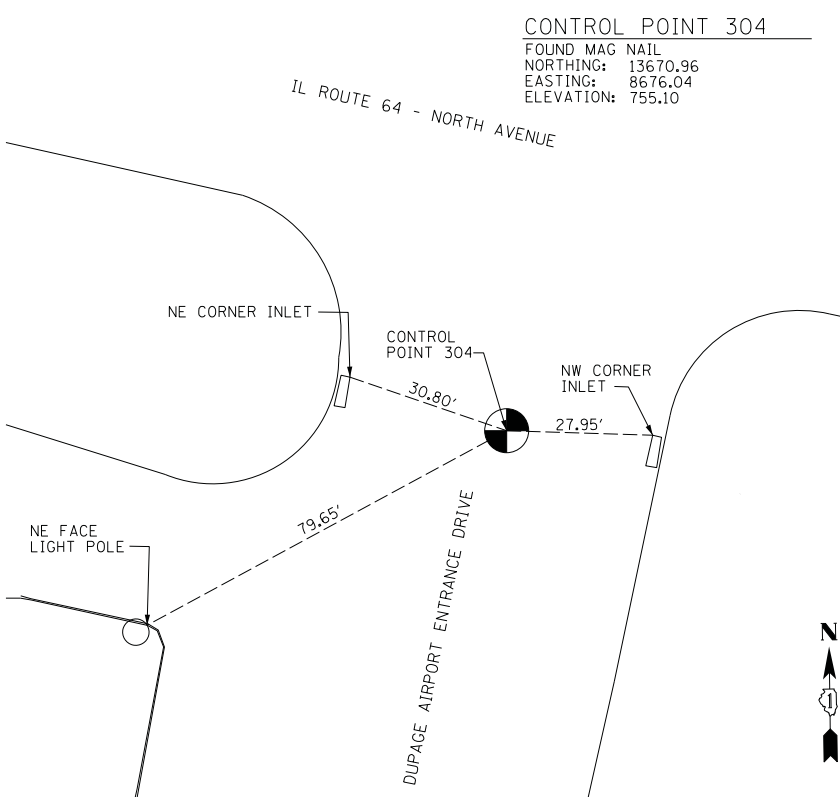 CONTROL POINT 304
FOUND MAG NAIL
NORTHING: 13670.96
EASTING: 8676.04
ELEVATION: 755.10
IL ROUTE 64 - NORTH AVENUE
NE CORNER INLET
CONTROL
POINT 304
NW CORNER
INLET
30.80'
27.95'
79.65'
NE FACE
LIGHT POLE
DUPAGE AIRPORT ENTRANCE DRIVE
N
1